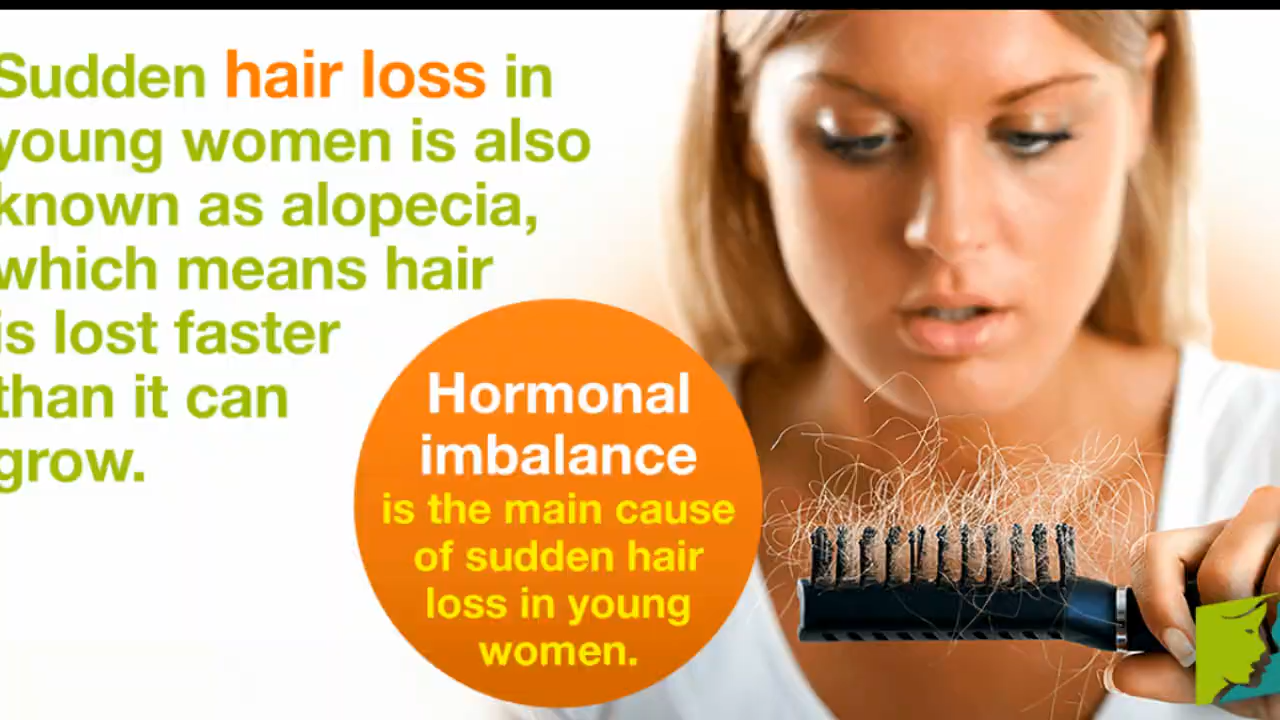 Sudden hair loss in
young women is also
known as alopecia,
which means hair
is lost faster
than it can
grow.
Hormonal
imbalance
is the main cause
of sudden hair
loss in young
women.